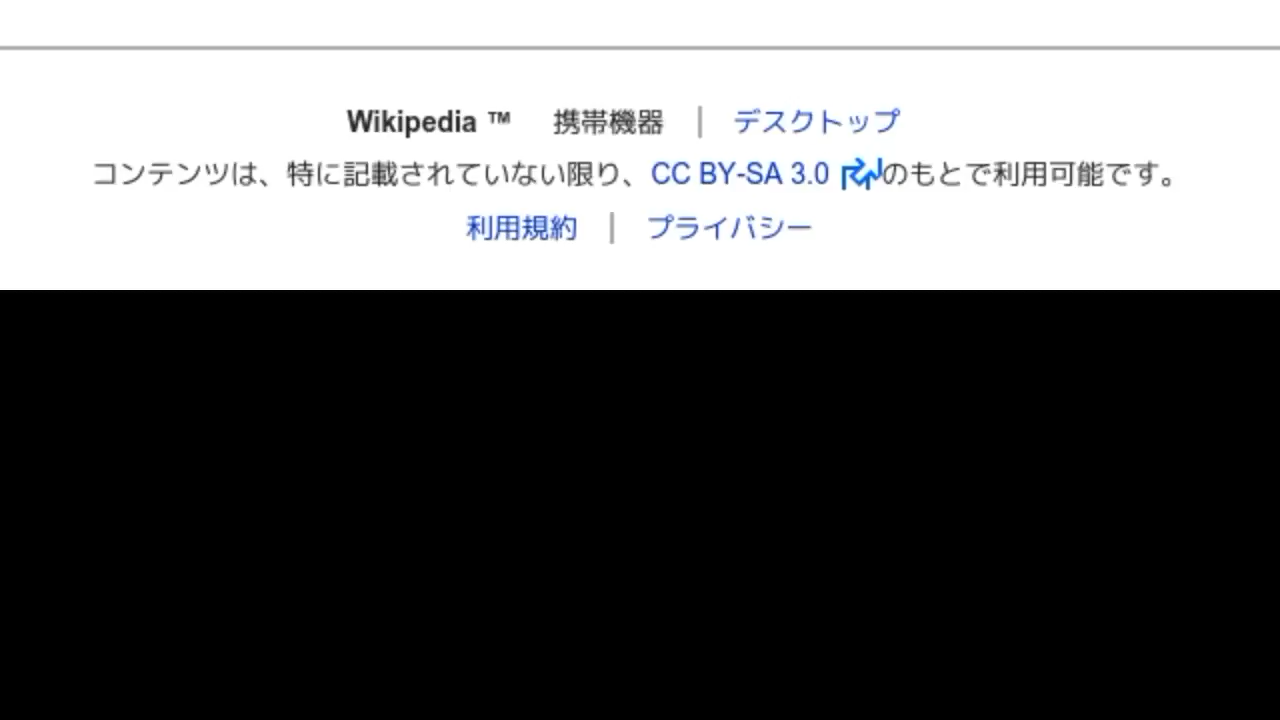 Wikipedia ™ 携帯機器 | デスクトップ
コンテンツは、特に記載されていない限り、CC BY-SA 3.0 のもとで利用可能です。
利用規約 | プライバシー